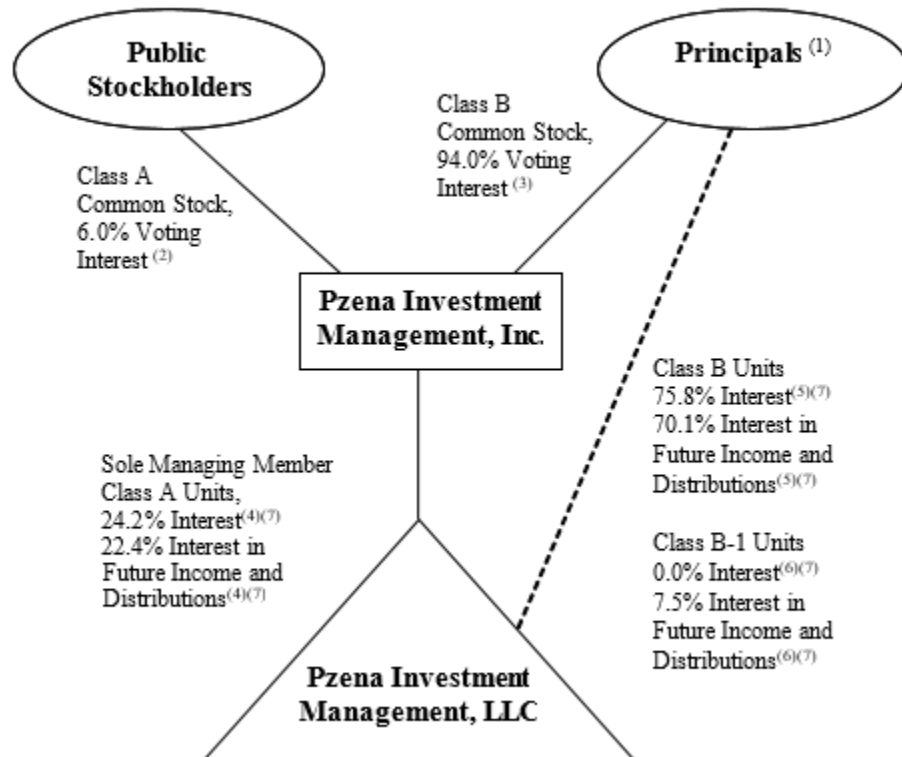 Public
Stockholders
Principals (1)
Class A
Common Stock,
6.0% Voting
Interest (2)
Class B
Common Stock,
94.0% Voting
Interest (3)
Pzena Investment
Management, Inc.
Sole Managing Member
Class A Units,
24.2% Interest(4)(7)
22.4% Interest in
Future Income and
Distributions(4)(7)
Class B Units
75.8% Interest(5)(7)
70.1% Interest in
Future Income and
Distributions(5)(7)
Class B-1 Units
0.0% Interest(6)(7)
7.5% Interest in
Future Income and
Distributions(6)(7)
Pzena Investment
Management, LLC